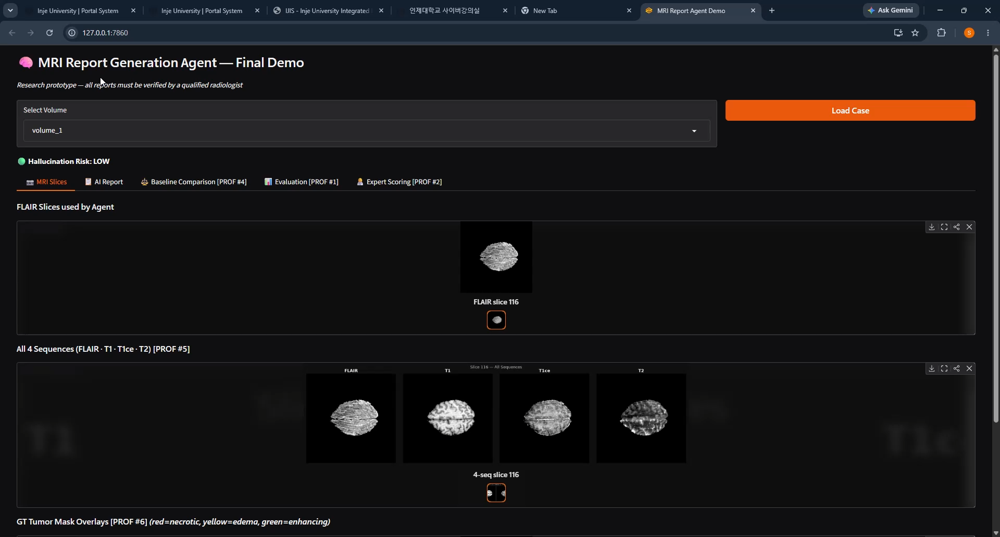 Inje University | Portal System
Inje University | Portal System
IJIS - Inje University Integrated
인제대학교 사이버강의실
New Tab
MRI Report Agent Demo
Ask Gemini
127.0.0.1:7860
S
MRI Report Generation Agent — Final Demo
Research prototype — all reports must be verified by a qualified radiologist
Select Volume
volume_1
Load Case
Hallucination Risk: LOW
MRI Slices
AI Report
Baseline Comparison [PROF #4]
Evaluation [PROF #1]
Expert Scoring [PROF #2]
FLAIR Slices used by Agent
FLAIR slice 116
All 4 Sequences (FLAIR · T1 · T1ce · T2) [PROF #5]
Slice 116 — All Sequences
FLAIR T1 T1ce T2
T1 T1c
4-seq slice 116
GT Tumor Mask Overlays [PROF #6] (red=necrotic, yellow=edema, green=enhancing)